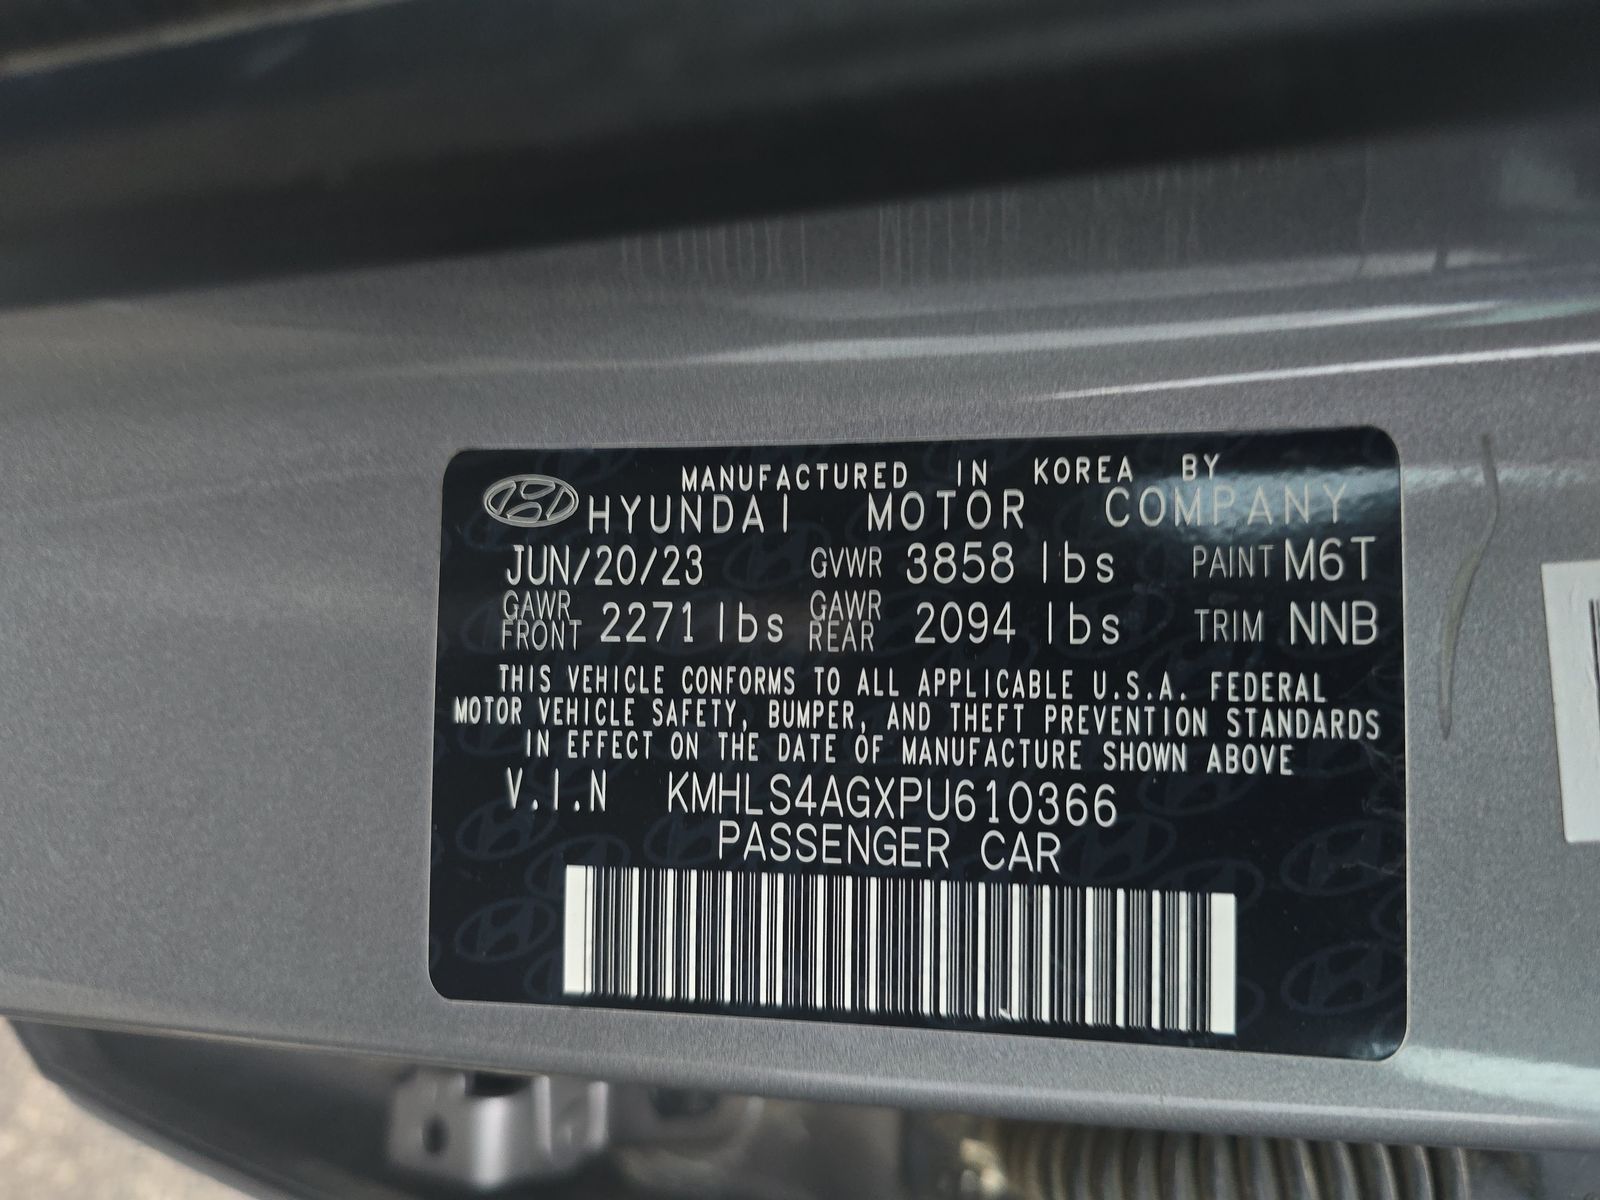 MANUFACTURED IN KOREA BY
HYUNDAI MOTOR COMPANY
JUN/20/23 GVWR 3858 lbs PAINT M6T
GAWR FRONT 2271 lbs GAWR REAR 2094 lbs TRIM NNB
THIS VEHICLE CONFORMS TO ALL APPLICABLE U.S.A. FEDERAL
MOTOR VEHICLE SAFETY, BUMPER, AND THEFT PREVENTION STANDARDS
IN EFFECT ON THE DATE OF MANUFACTURE SHOWN ABOVE
V.I.N KMHLS4AGXPU610366
PASSENGER CAR